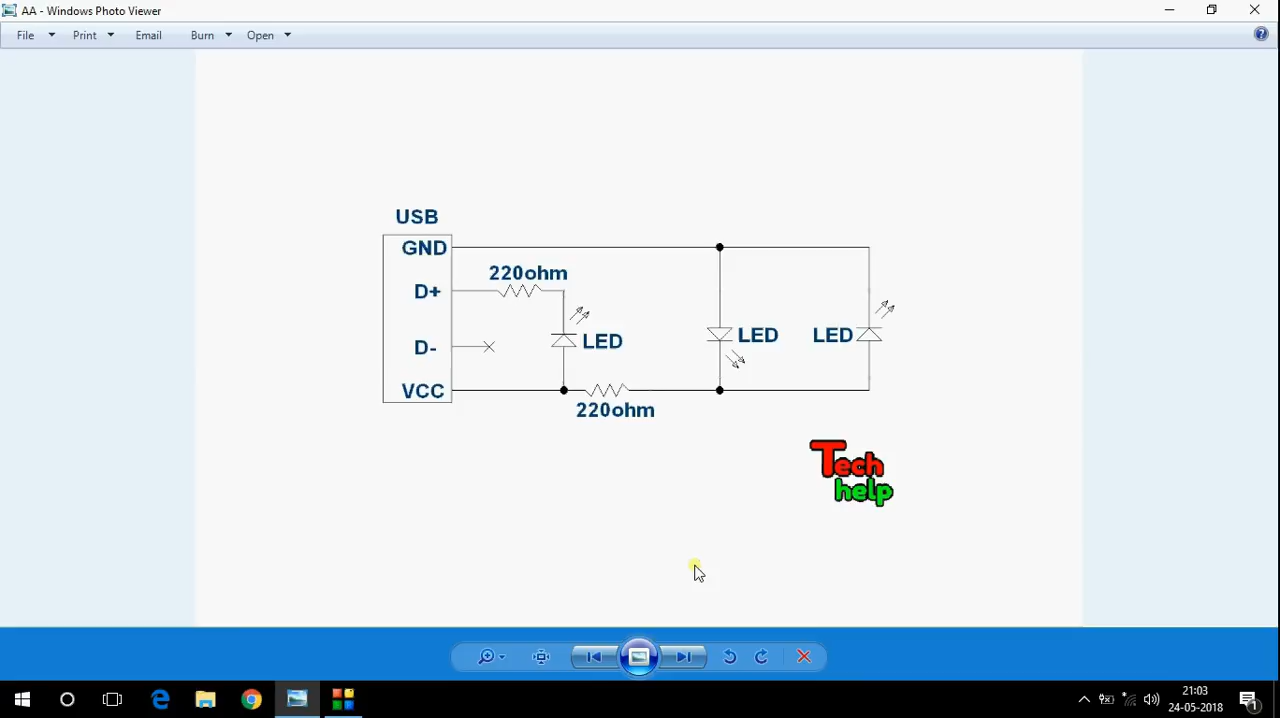 AA - Windows Photo Viewer
File Print Email Burn Open
USB
GND
220ohm
D+
LED
LED
LED
D-
VCC
220ohm
Tech
help
21:03
24-05-2018
1